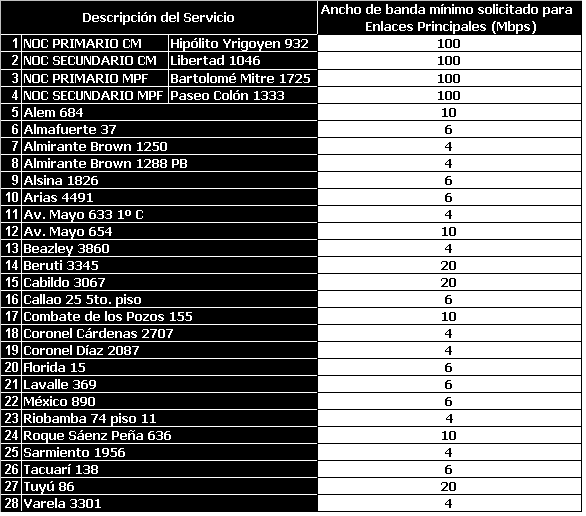 Descripción del Servicio Ancho de banda mínimo solicitado para
Enlaces Principales (Mbps)
1 NOC PRIMARIO CM Hipólito Yrigoyen 932 100
2 NOC SECUNDARIO CM Libertad 1046 100
3 NOC PRIMARIO MPF Bartolomé Mitre 1725 100
4 NOC SECUNDARIO MPF Paseo Colón 1333 100
5 Alem 684 10
6 Almafuerte 37 6
7 Almirante Brown 1250 4
8 Almirante Brown 1288 PB 4
9 Alsina 1826 6
10 Arias 4491 6
11 Av. Mayo 633 1º C 4
12 Av. Mayo 654 10
13 Beazley 3860 4
14 Beruti 3345 20
15 Cabildo 3067 20
16 Callao 25 5to. piso 6
17 Combate de los Pozos 155 10
18 Coronel Cárdenas 2707 4
19 Coronel Díaz 2087 4
20 Florida 15 6
21 Lavalle 369 6
22 México 890 6
23 Riobamba 74 piso 11 4
24 Roque Sáenz Peña 636 10
25 Sarmiento 1956 4
26 Tacuarí 138 6
27 Tuyú 86 20
28 Varela 3301 4